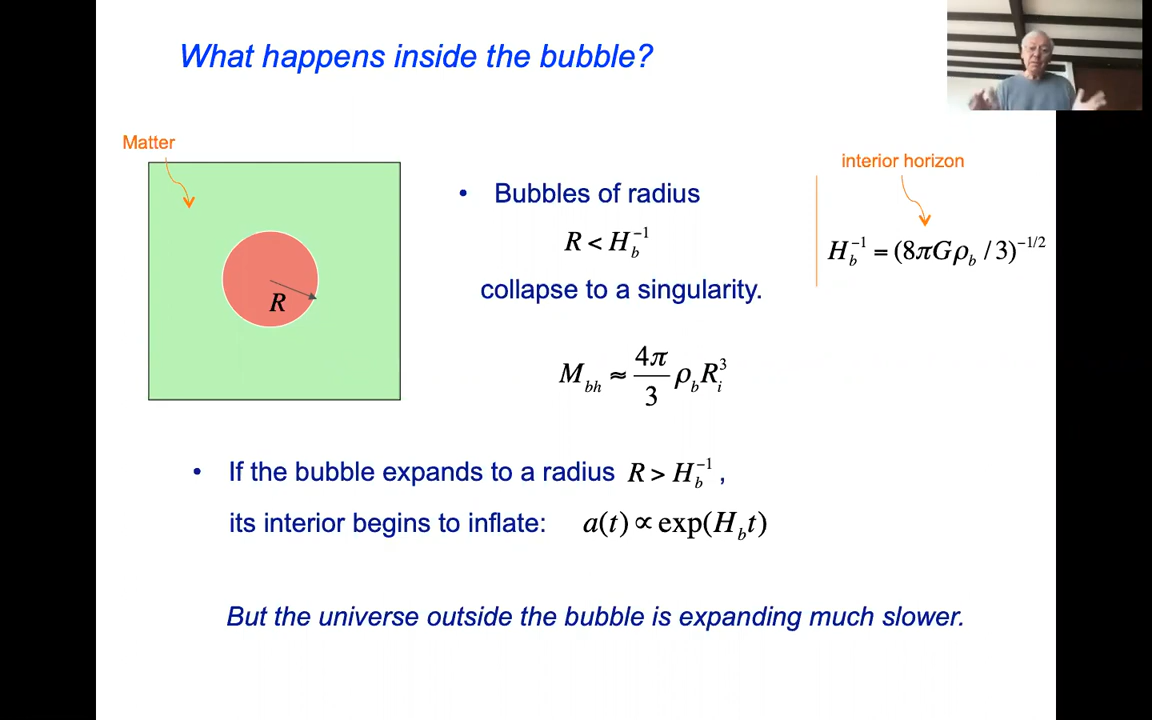 What happens inside the bubble?
Matter
R
• Bubbles of radius
R < H_b^{-1}
collapse to a singularity.
M_{bh} ≈ \frac{4π}{3} ρ_b R_i^3
interior horizon
H_b^{-1} = (8πGρ_b / 3)^{-1/2}
• If the bubble expands to a radius R > H_b^{-1} ,
its interior begins to inflate: a(t) ∝ exp(H_b t)
But the universe outside the bubble is expanding much slower.